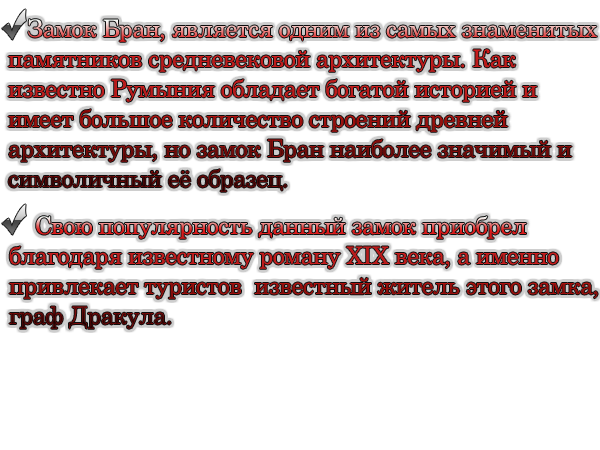 Замок Бран, является одним из самых знаменитых
памятников средневековой архитектуры. Как
известно Румыния обладает богатой историей и
имеет большое количество строений древней
архитектуры, но замок Бран наиболее значимый и
символичный её образец.
Свою популярность данный замок приобрел
благодаря известному роману XIX века, а именно
привлекает туристов  известный житель этого замка,
граф Дракула.